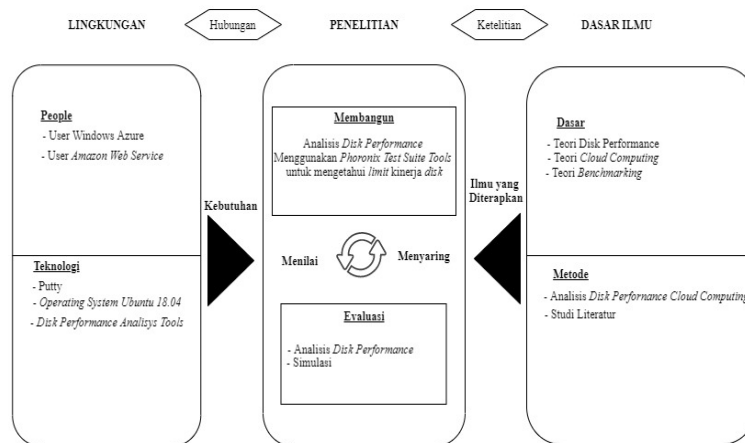 LINGKUNGAN
Hubungan
PENELITIAN
Ketelitian
DASAR ILMU
People
- User Windows Azure
- User Amazon Web Service
Teknologi
- Putty
- Operating System Ubuntu 18.04
- Disk Performance Analisys Tools
Kebutuhan
Membangun
Analisis Disk Performance
Menggunakan Phoronix Test Suite Tools
untuk mengetahui limit kinerja disk
Menilai
Menyaring
Evaluasi
- Analisis Disk Performance
- Simulasi
Ilmu yang
Diterapkan
Dasar
- Teori Disk Performance
- Teori Cloud Computing
- Teori Benchmarking
Metode
- Analisis Disk Perfornance Cloud Computing
- Studi Literatur